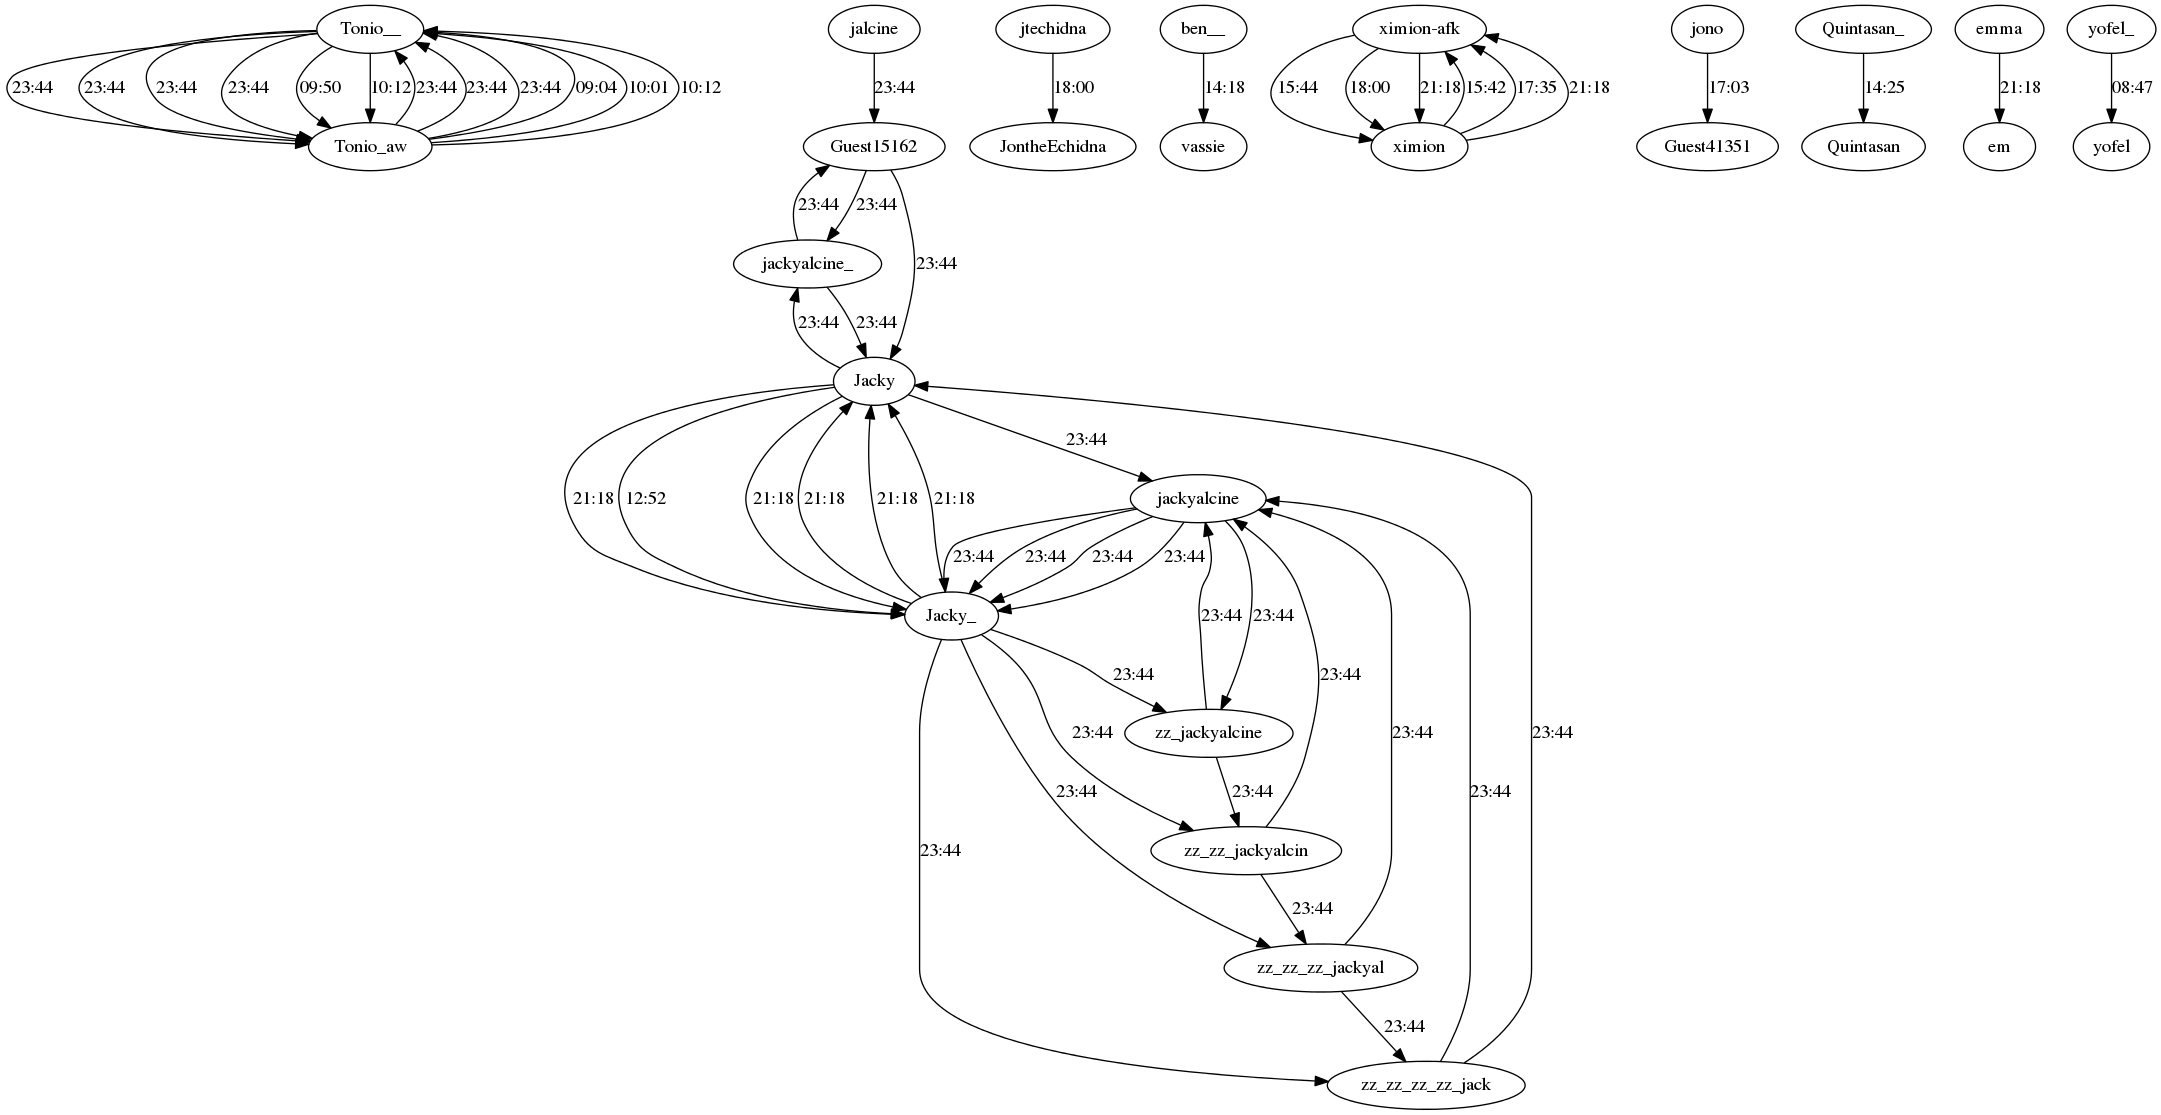 Tonio__ jalcine jtechidna ben__ ximion-afk jono Quintasan_ emma yofel_
23:44 23:44 23:44 23:44 09:50 10:12 23:44 23:44 23:44 09:04 10:01 10:12 23:44 18:00 14:18 15:44 18:00 21:18 15:42 17:35 21:18 17:03 14:25 21:18 08:47
Tonio_aw Guest15162 JontheEchidna vassie ximion Guest41351 Quintasan em yofel
23:44 23:44
jackyalcine_ 23:44
23:44 23:44
Jacky
23:44
21:18 12:52 21:18 21:18 21:18 21:18 jackyalcine
23:44 23:44 23:44 23:44
Jacky_ 23:44 23:44
23:44 23:44
23:44 zz_jackyalcine 23:44 23:44
23:44 23:44 23:44
23:44 zz_zz_jackyalcin
23:44
zz_zz_zz_jackyal
23:44
zz_zz_zz_zz_jack